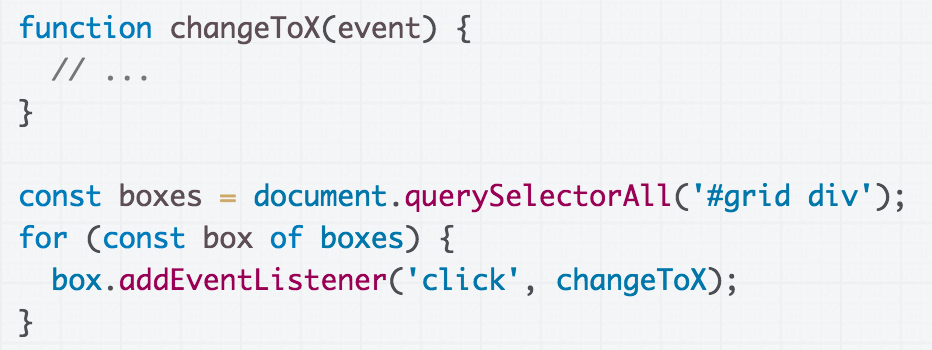 function changeToX(event) {
  // ...
}

const boxes = document.querySelectorAll('#grid div');
for (const box of boxes) {
  box.addEventListener('click', changeToX);
}